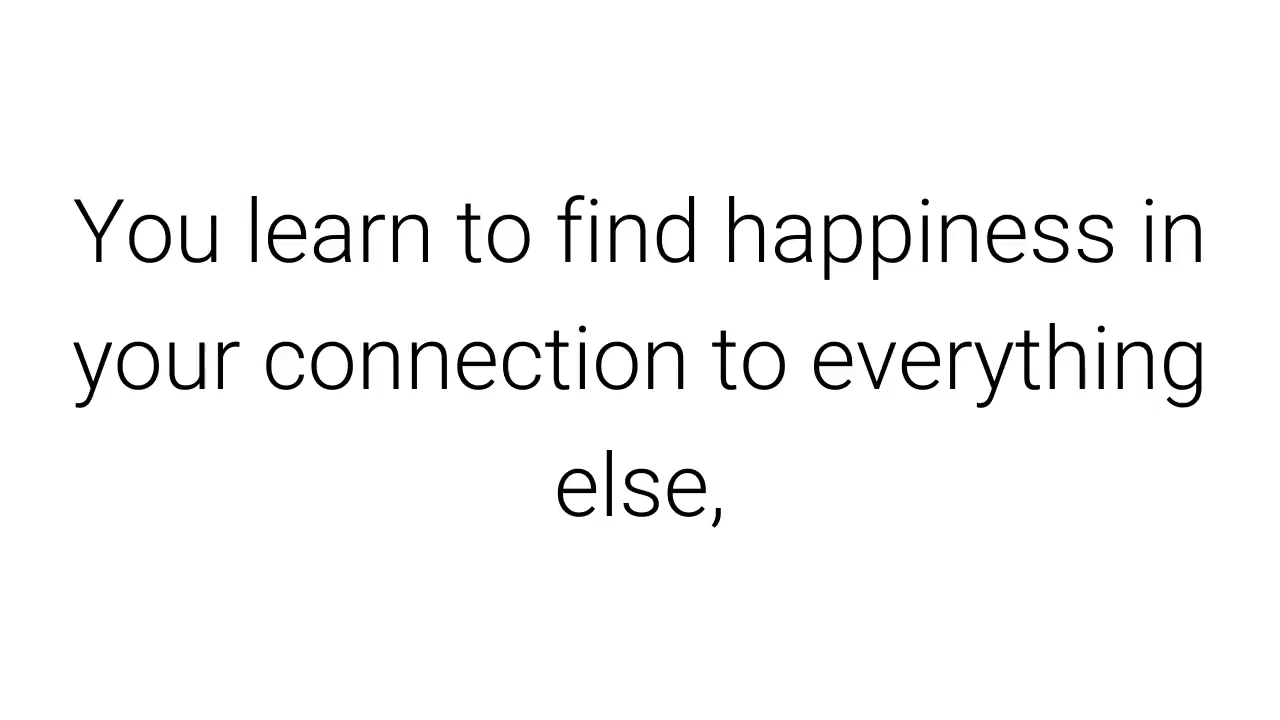 You learn to find happiness in
your connection to everything
else,